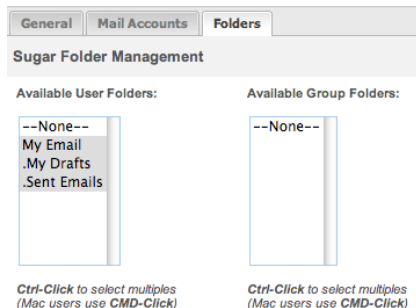 General Mail Accounts Folders
Sugar Folder Management
Available User Folders: Available Group Folders:
--None-- --None--
My Email
.My Drafts
.Sent Emails
Ctrl-Click to select multiples Ctrl-Click to select multiples
(Mac users use CMD-Click) (Mac users use CMD-Click)